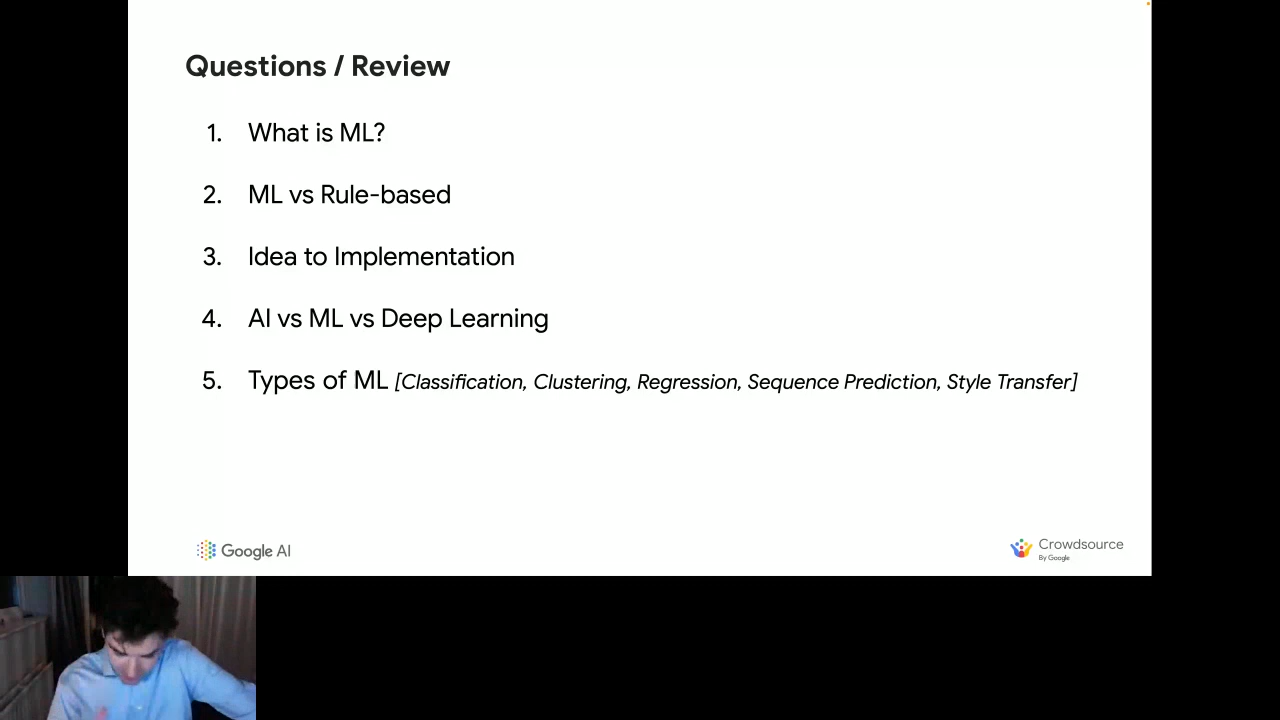 Questions / Review
1. What is ML?
2. ML vs Rule-based
3. Idea to Implementation
4. AI vs ML vs Deep Learning
5. Types of ML [Classification, Clustering, Regression, Sequence Prediction, Style Transfer]
Google AI
Crowdsource
By Google